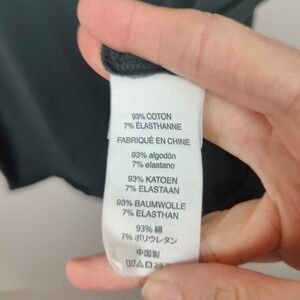 93% COTON
7% ÉLASTHANNE
FABRIQUÉ EN CHINE
93% algodón
7% elastano
93% KATOEN
7% ELASTAAN
93% BAUMWOLLE
7% ELASTHAN
93% 綿
7% ポリウレタン
中国製